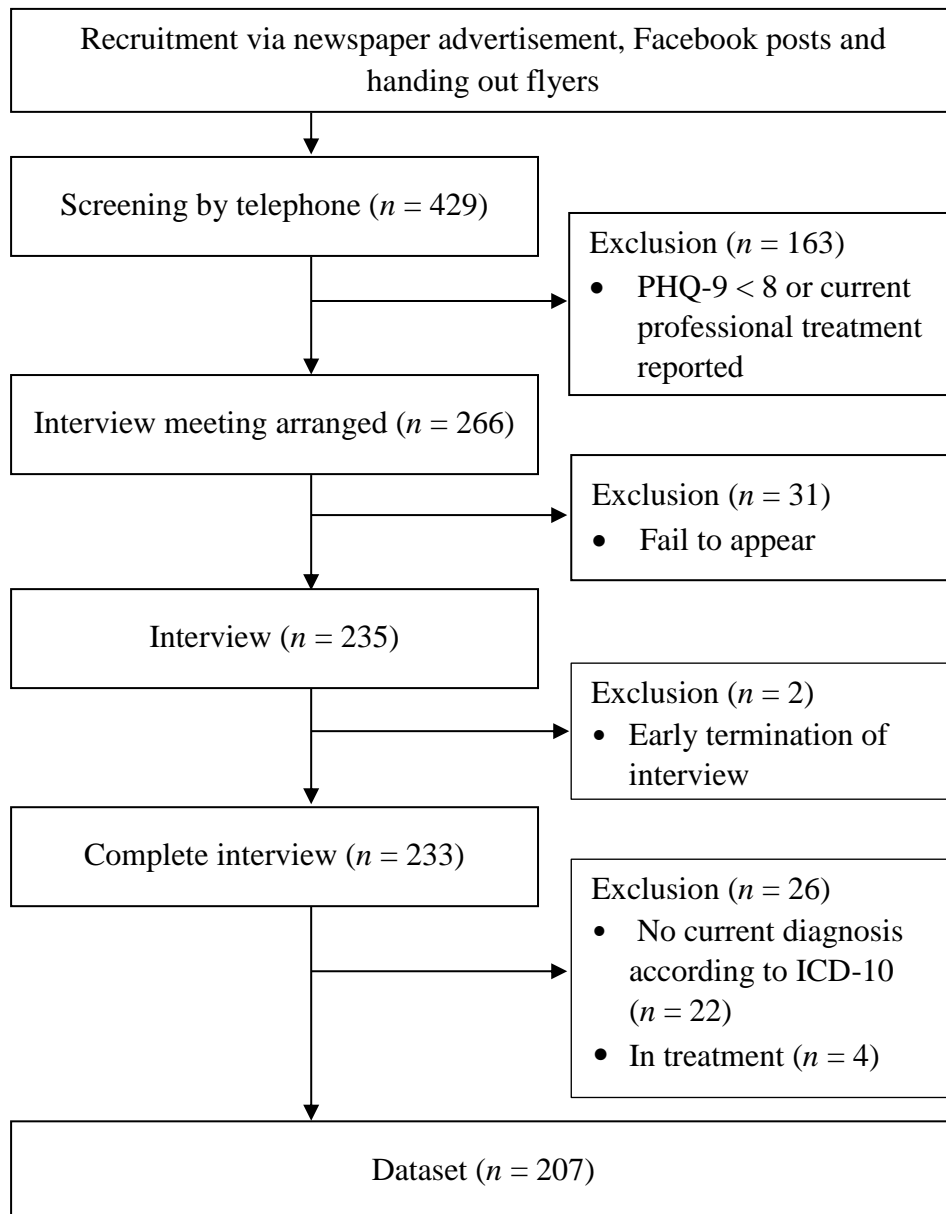 Recruitment via newspaper advertisement, Facebook posts and
handing out flyers
Screening by telephone (n = 429)
Exclusion (n = 163)
• PHQ-9 < 8 or current
professional treatment
reported
Interview meeting arranged (n = 266)
Exclusion (n = 31)
• Fail to appear
Interview (n = 235)
Exclusion (n = 2)
• Early termination of
interview
Complete interview (n = 233)
Exclusion (n = 26)
• No current diagnosis
according to ICD-10
(n = 22)
• In treatment (n = 4)
Dataset (n = 207)